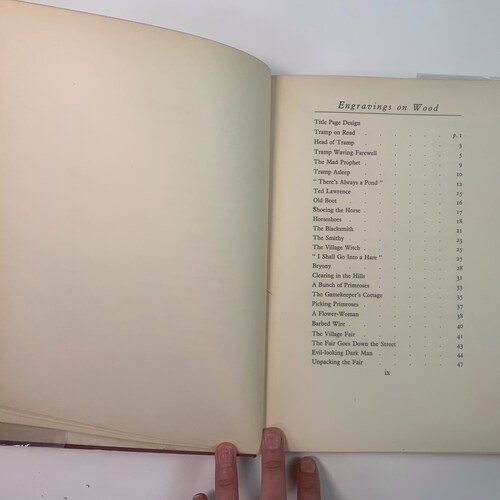 Engravings on Wood
Title Page Design
Tramp on Road . . . . . . p. 1
Head of Tramp . . . . . . 3
Tramp Waving Farewell . . . . . 5
The Mad Prophet . . . . . . 9
Tramp Asleep . . . . . . 10
" There's Always a Pond " . . . . . 12
Ted Lawrence . . . . . . 15
Old Boot . . . . . . 16
Shoeing the Horse . . . . . . 17
Horseshoes . . . . . . 18
The Blacksmith . . . . . . 21
The Smithy . . . . . . 23
The Village Witch . . . . . . 25
" I Shall Go Into a Hare " . . . . . 27
Bryony . . . . . . 28
Clearing in the Hills . . . . . . 31
A Bunch of Primroses . . . . . 33
The Gamekeeper's Cottage . . . . . 35
Picking Primroses . . . . . . 37
A Flower-Woman . . . . . . 38
Barbed Wire . . . . . . 40
The Village Fair . . . . . . 41
The Fair Goes Down the Street . . . . 43
Evil-looking Dark Man . . . . . 44
Unpacking the Fair . . . . . . 47
ix